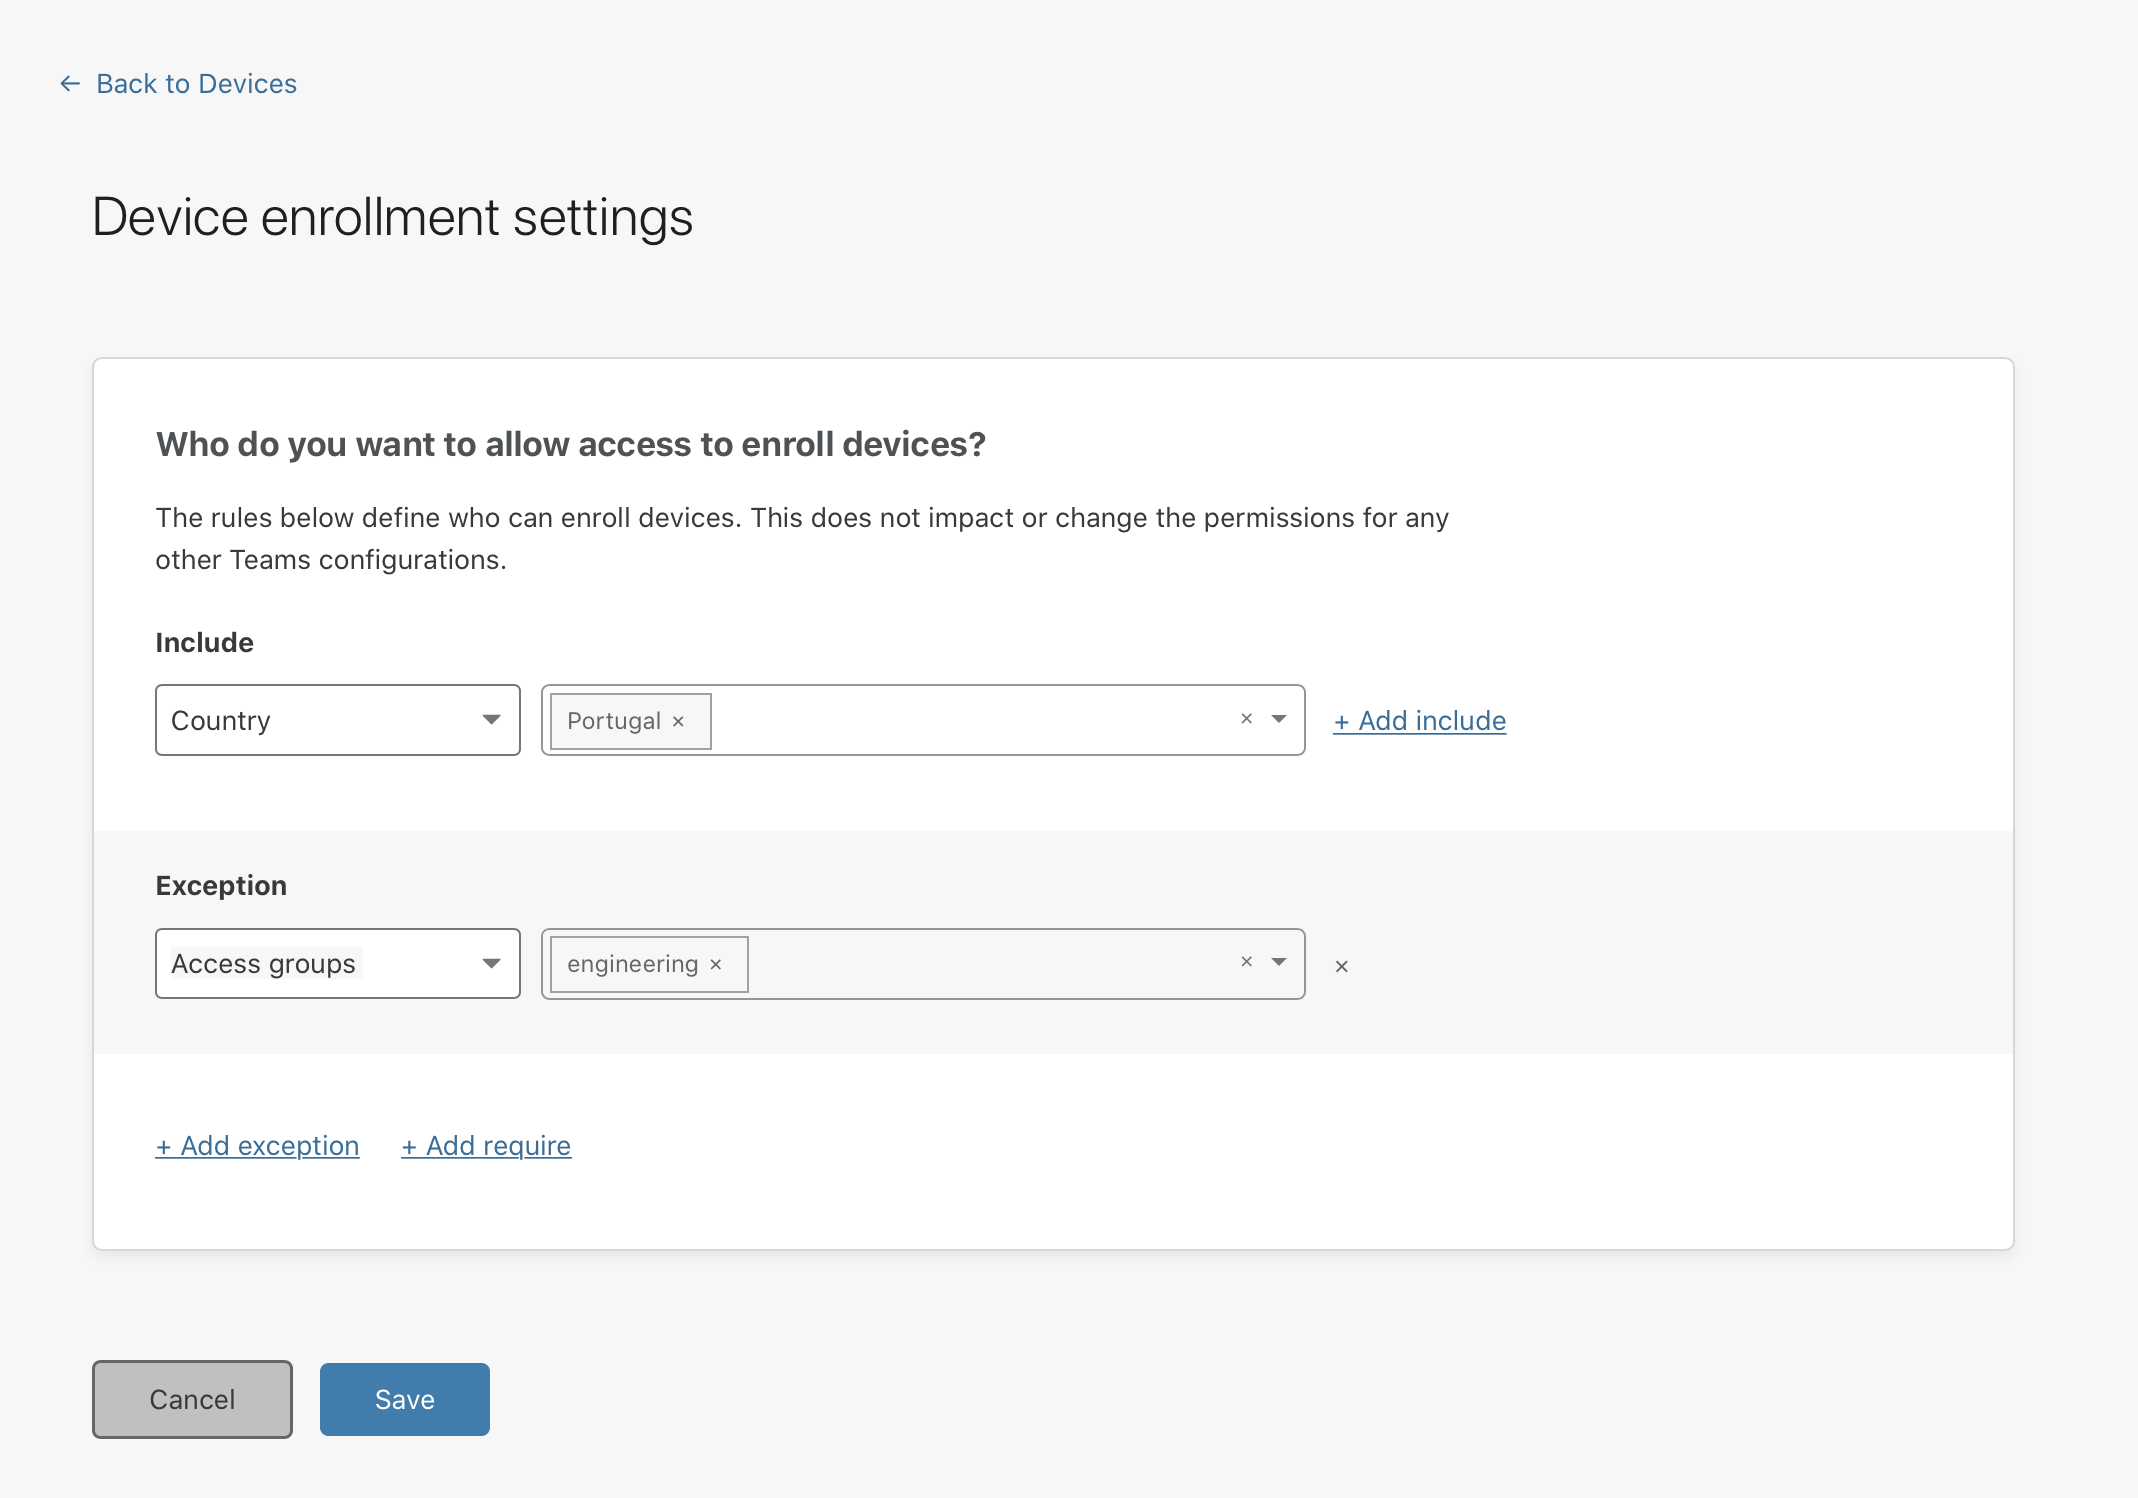 ← Back to Devices
Device enrollment settings
Who do you want to allow access to enroll devices?
The rules below define who can enroll devices. This does not impact or change the permissions for any
other Teams configurations.
Include
Country Portugal × × + Add include
Exception
Access groups engineering × × ×
+ Add exception + Add require
Cancel Save